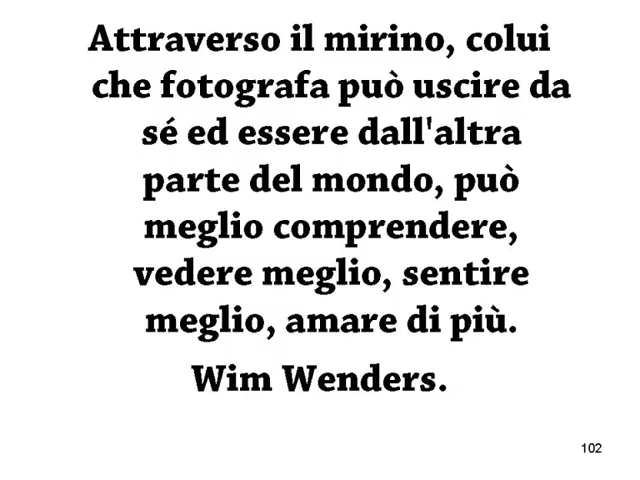 Attraverso il mirino, colui
che fotografa può uscire da
sé ed essere dall'altra
parte del mondo, può
meglio comprendere,
vedere meglio, sentire
meglio, amare di più.
Wim Wenders.
102